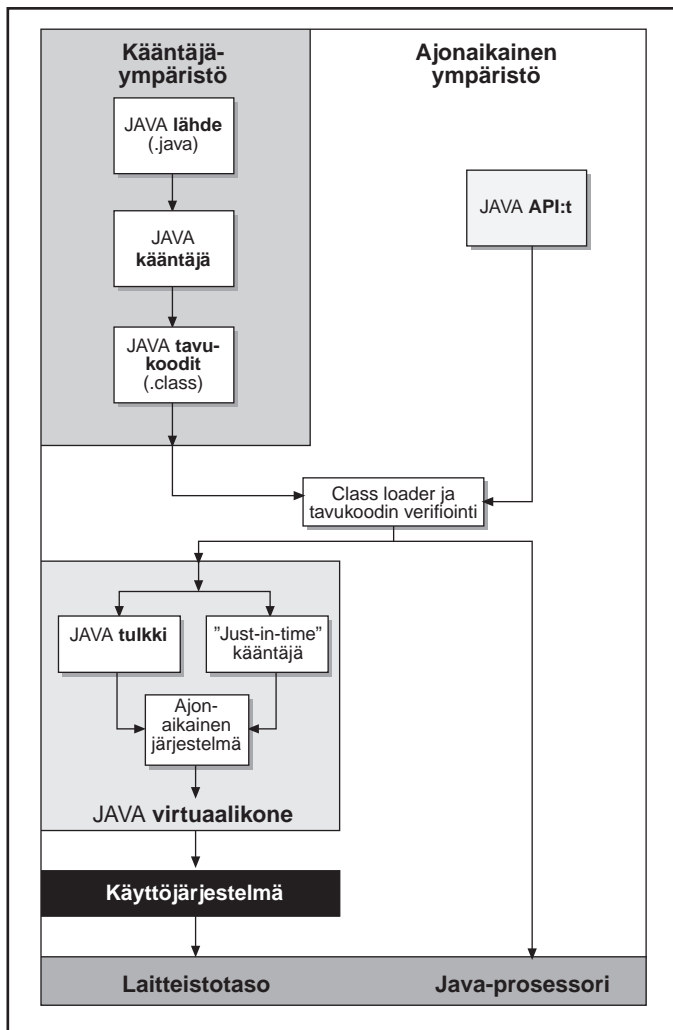 Kääntäjä-
ympäristö
Ajonaikainen
ympäristö
JAVA lähde
(.java)
JAVA API:t
JAVA
kääntäjä
JAVA tavu-
koodit
(.class)
Class loader ja
tavukoodin verifiointi
JAVA tulkki
"Just-in-time"
kääntäjä
Ajon-
aikainen
järjestelmä
JAVA virtuaalikone
Käyttöjärjestelmä
Laitteistotaso
Java-prosessori